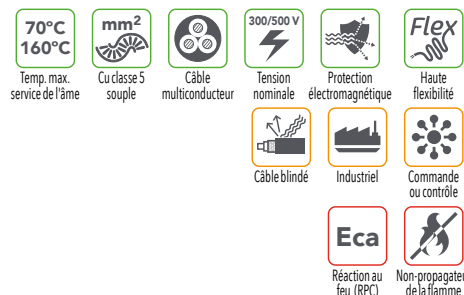 70°C
160°C
mm²
300/500 V
Flex
Temp. max.
service de l'âme
Cu classe 5
souple
Câble
multiconducteur
Tension
nominale
Protection
électromagnétique
Haute
flexibilité
Câble blindé
Industriel
Commande
ou contrôle
Eca
Réaction au
feu (RPC)
Non-propagateur
de la flamme